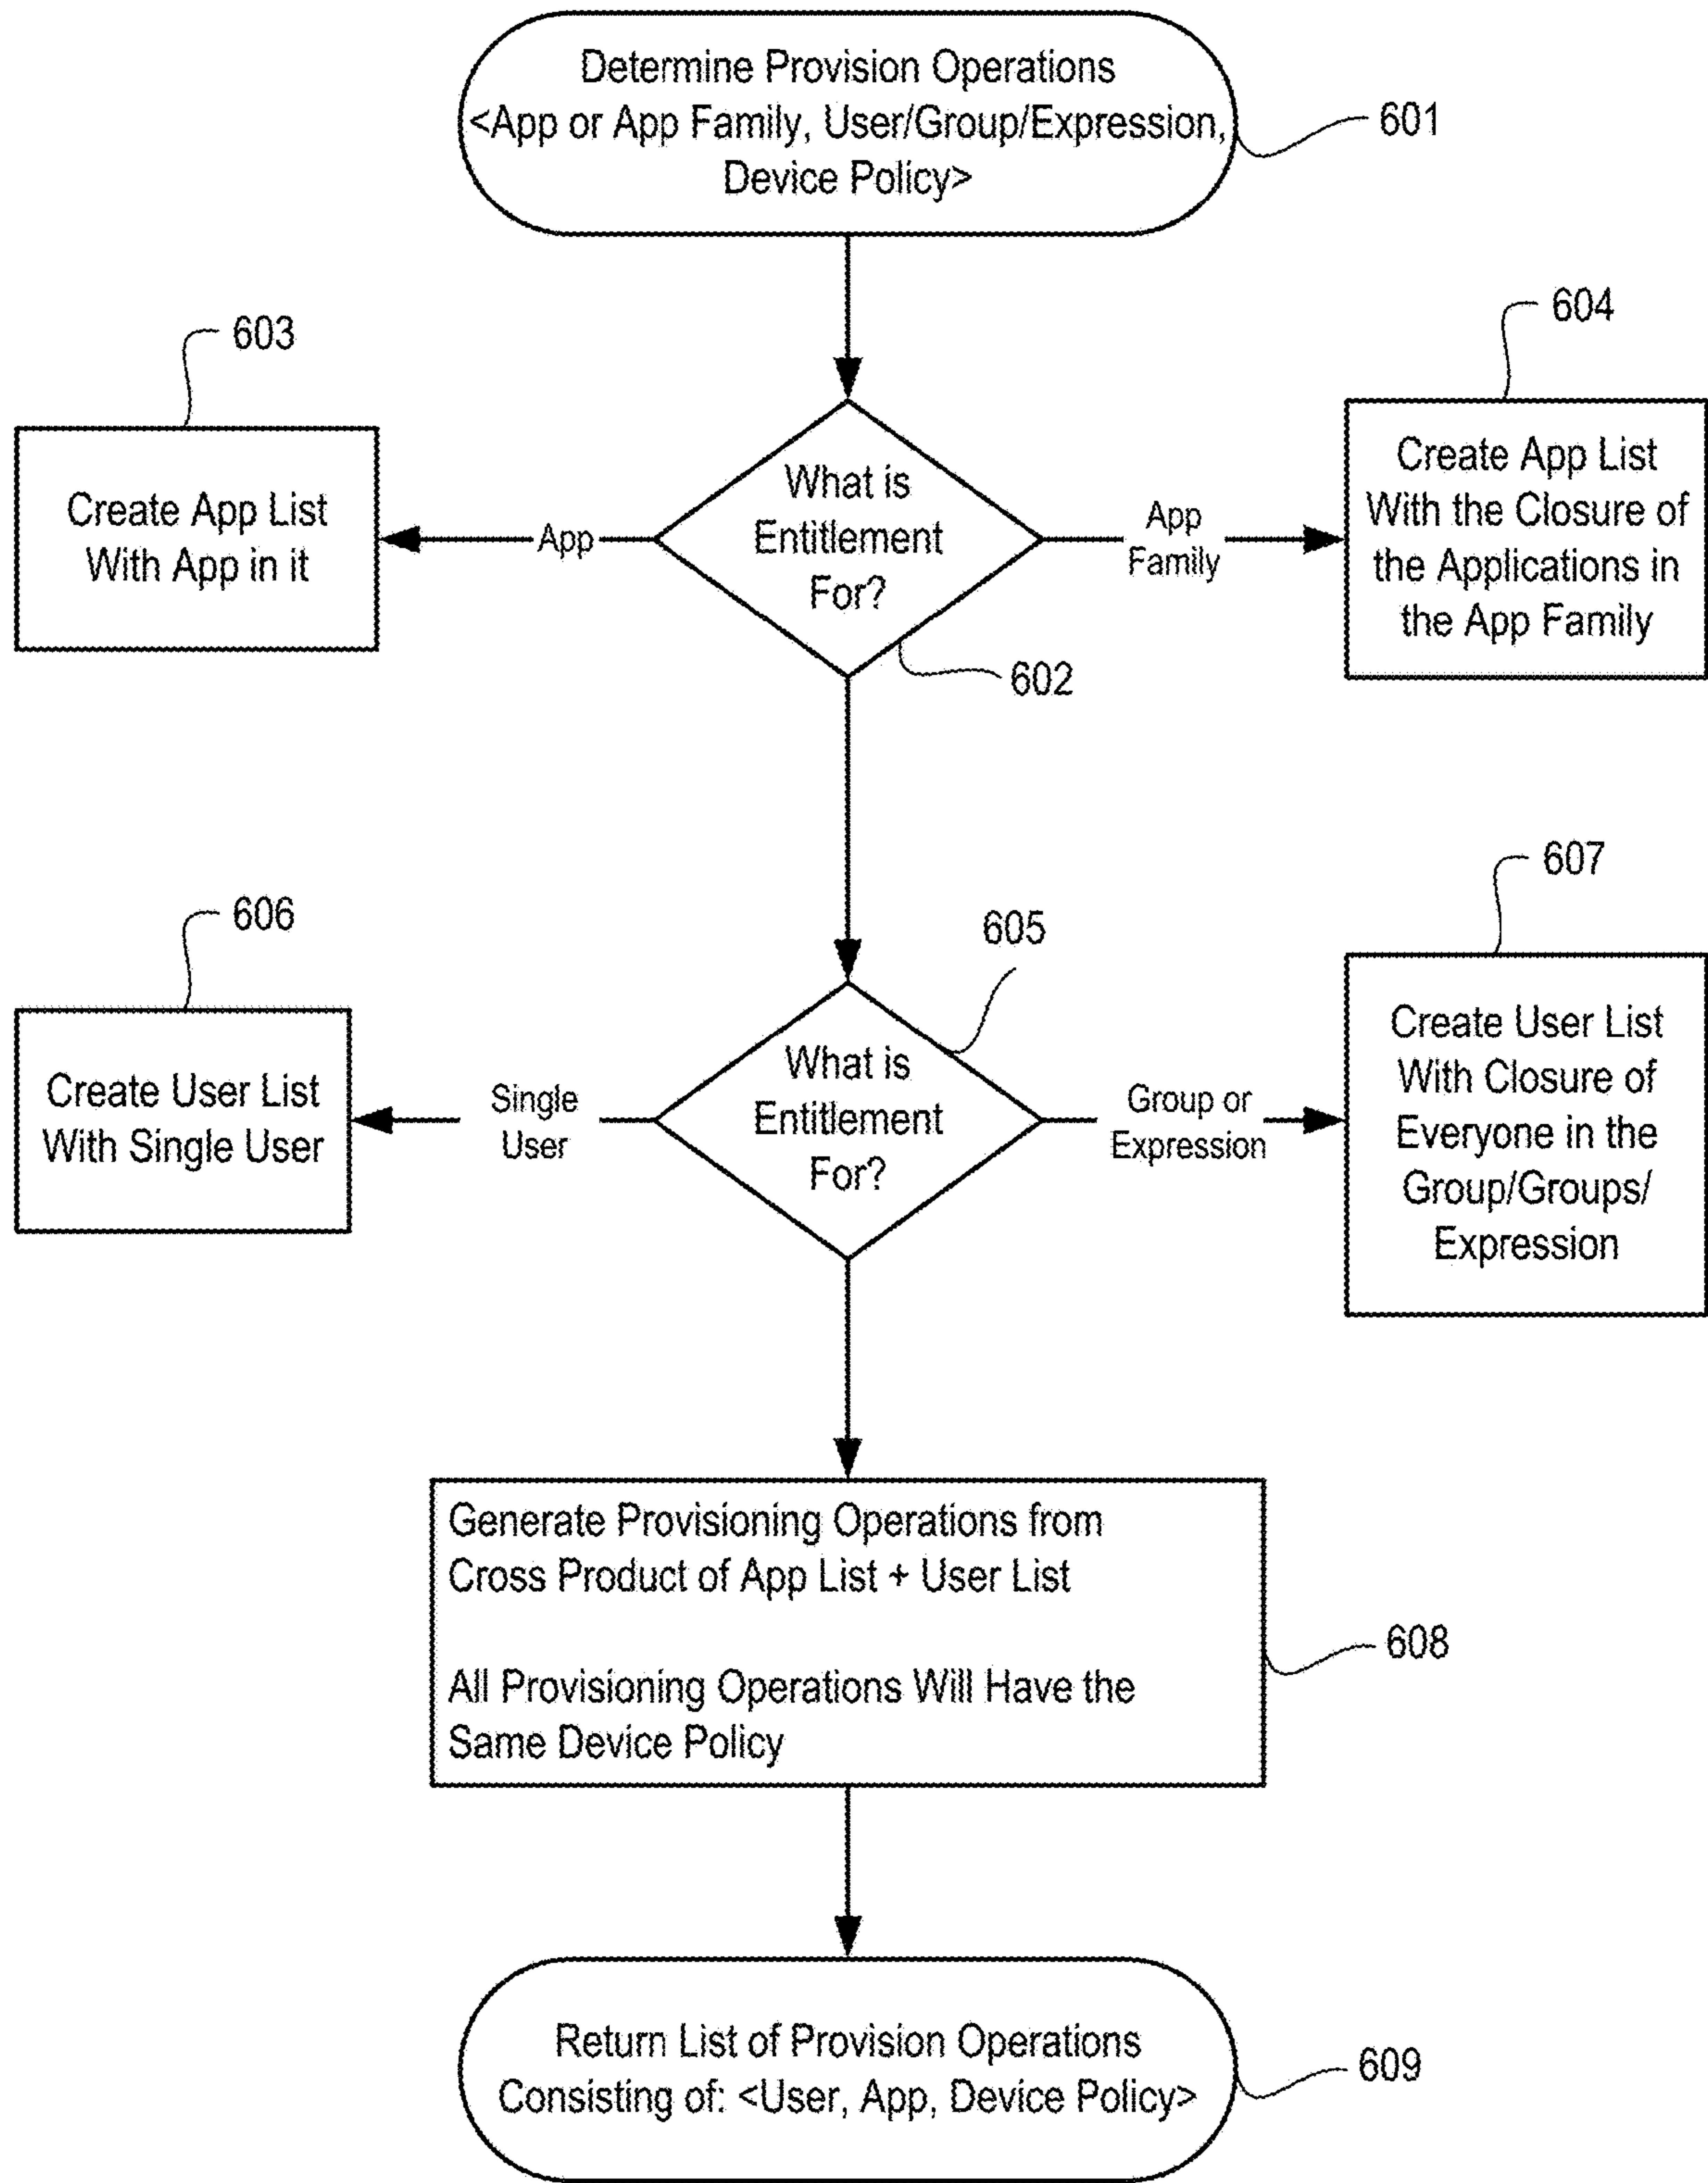 Determine Provision Operations
<App or App Family, User/Group/Expression,
Device Policy>
601
603
604
Create App List
With App in it
App
What is
Entitlement
For?
App
Family
Create App List
With the Closure of
the Applications in
the App Family
602
606
605
607
Create User List
With Single User
Single
User
What is
Entitlement
For?
Group or
Expression
Create User List
With Closure of
Everyone in the
Group/Groups/
Expression
Generate Provisioning Operations from
Cross Product of App List + User List
All Provisioning Operations Will Have the
Same Device Policy
608
Return List of Provision Operations
Consisting of: <User, App, Device Policy>
609